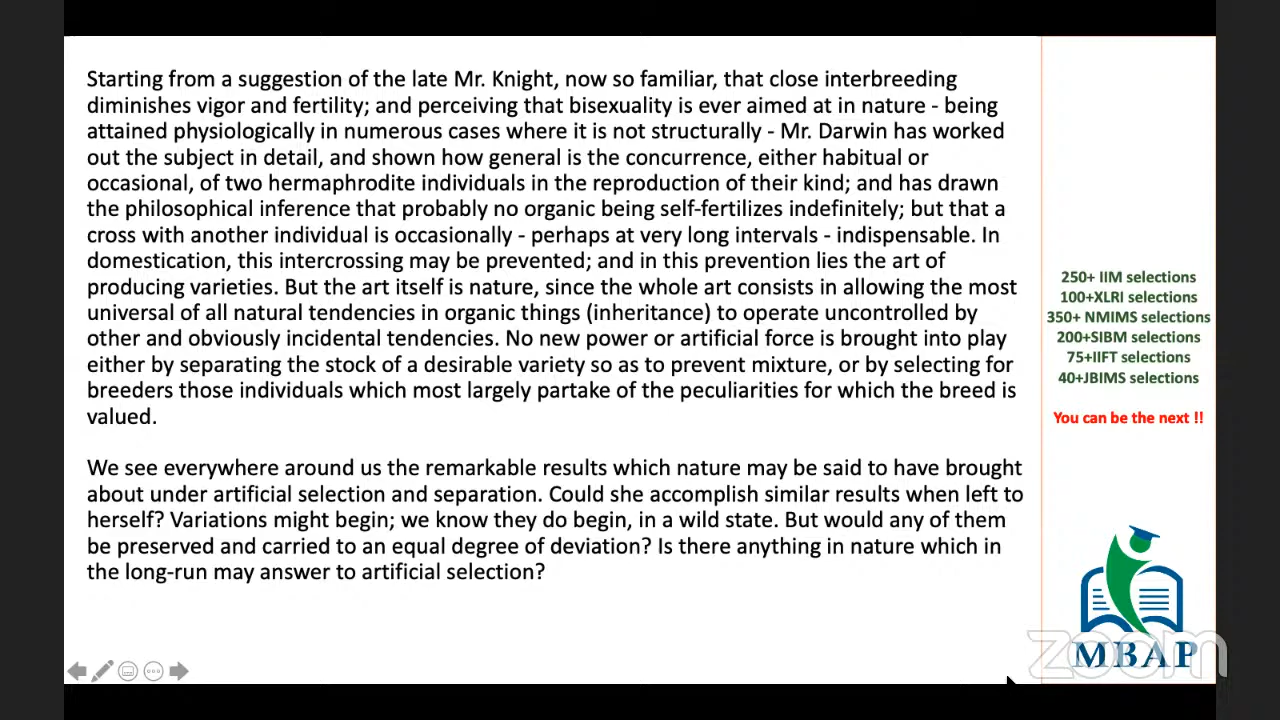 Starting from a suggestion of the late Mr. Knight, now so familiar, that close interbreeding
diminishes vigor and fertility; and perceiving that bisexuality is ever aimed at in nature - being
attained physiologically in numerous cases where it is not structurally - Mr. Darwin has worked
out the subject in detail, and shown how general is the concurrence, either habitual or
occasional, of two hermaphrodite individuals in the reproduction of their kind; and has drawn
the philosophical inference that probably no organic being self-fertilizes indefinitely; but that a
cross with another individual is occasionally - perhaps at very long intervals - indispensable. In
domestication, this intercrossing may be prevented; and in this prevention lies the art of
producing varieties. But the art itself is nature, since the whole art consists in allowing the most
universal of all natural tendencies in organic things (inheritance) to operate uncontrolled by
other and obviously incidental tendencies. No new power or artificial force is brought into play
either by separating the stock of a desirable variety so as to prevent mixture, or by selecting for
breeders those individuals which most largely partake of the peculiarities for which the breed is
valued.
We see everywhere around us the remarkable results which nature may be said to have brought
about under artificial selection and separation. Could she accomplish similar results when left to
herself? Variations might begin; we know they do begin, in a wild state. But would any of them
be preserved and carried to an equal degree of deviation? Is there anything in nature which in
the long-run may answer to artificial selection?
250+ IIM selections
100+XLRI selections
350+ NMIMS selections
200+SIBM selections
75+IIFT selections
40+JBIMS selections
You can be the next !!
MBAP
zoom